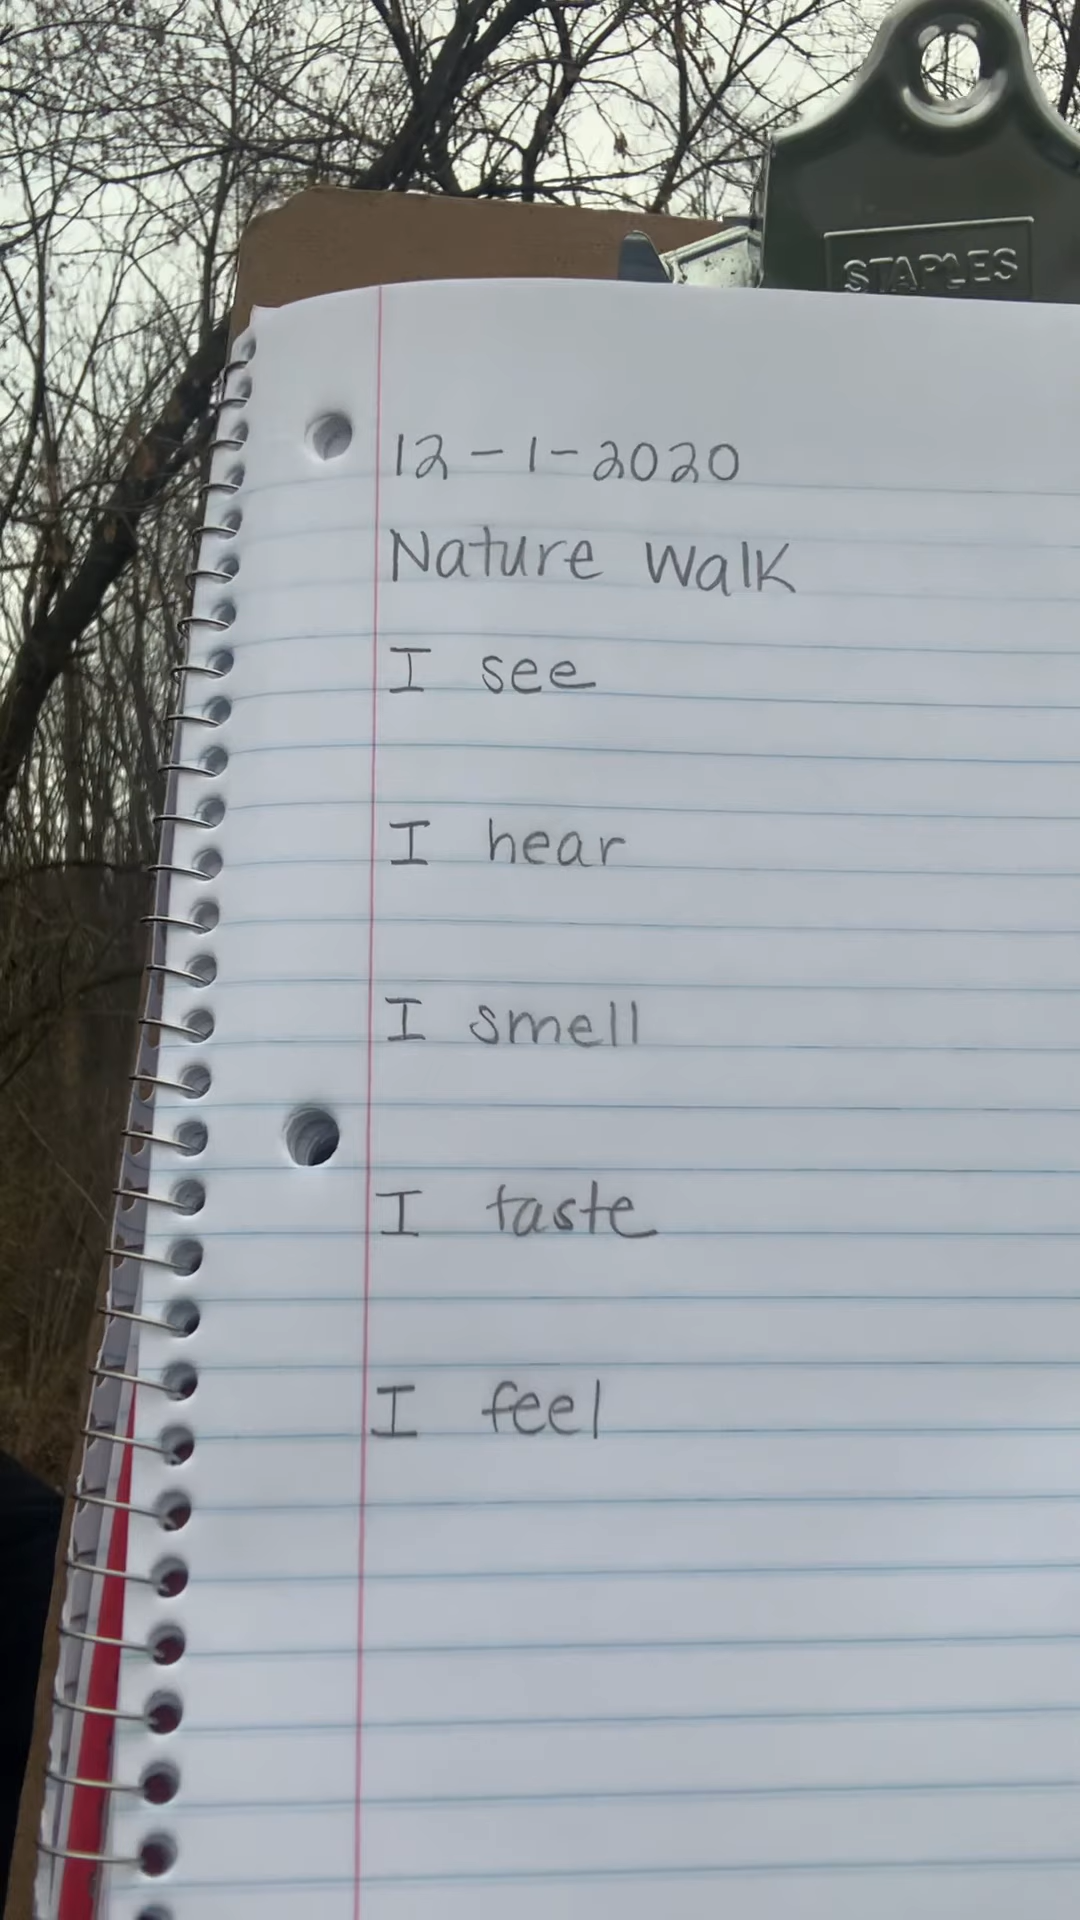 STAPLES
12-1-2020
Nature Walk
I see
I hear
I smell
I taste
I feel